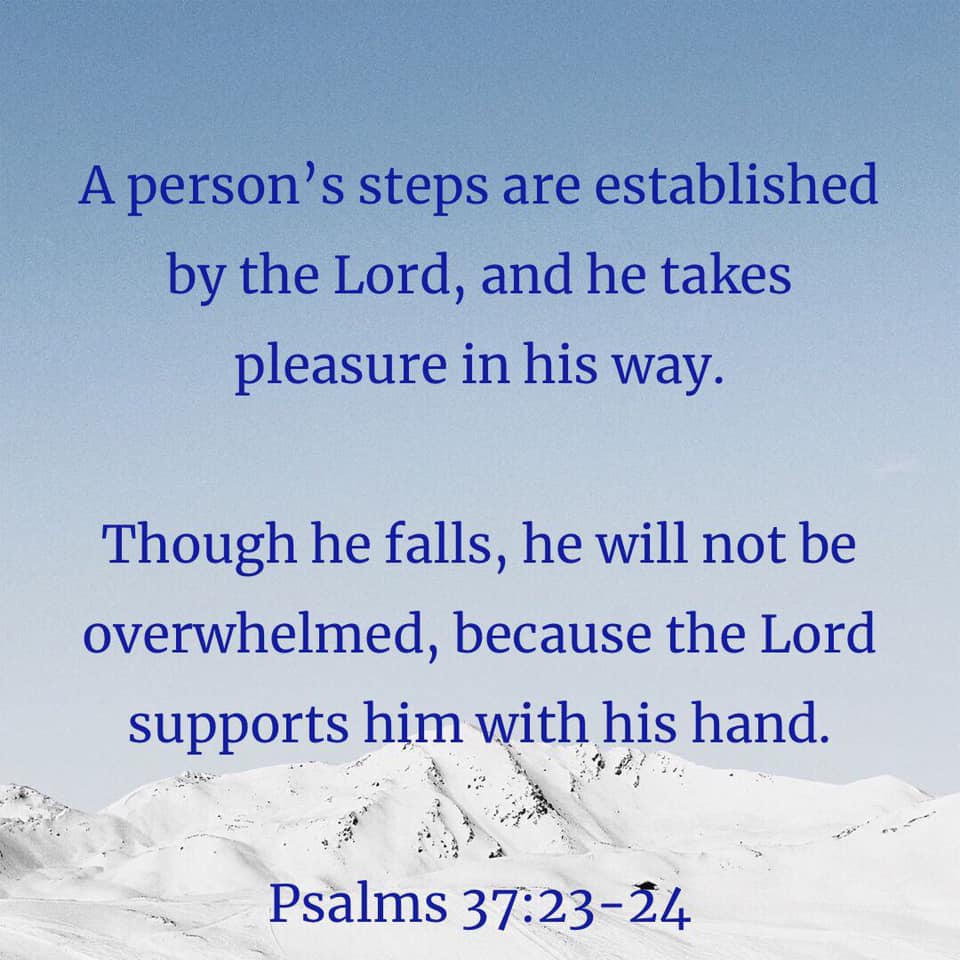 A person’s steps are established
by the Lord, and he takes
pleasure in his way.
Though he falls, he will not be
overwhelmed, because the Lord
supports him with his hand.
Psalms 37:23-24